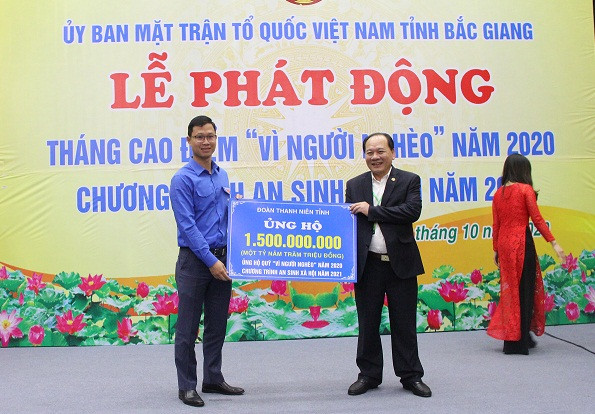 ỦY BAN MẶT TRẬN TỔ QUỐC VIỆT NAM TỈNH BẮC GIANG
LỄ PHÁT ĐỘNG
THÁNG CAO ĐIỂM "VÌ NGƯỜI NGHÈO" NĂM 2020
CHƯƠNG AN SINH NĂM
tháng 10
ĐOÀN THANH NIÊN TỈNH
ỦNG HỘ
1.500.000.000
(MỘT TỶ NĂM TRĂM TRIỆU ĐỒNG)
ỦNG HỘ QUỸ "VÌ NGƯỜI NGHÈO" NĂM 2020
CHƯƠNG TRÌNH AN SINH XÃ HỘI NĂM 2021